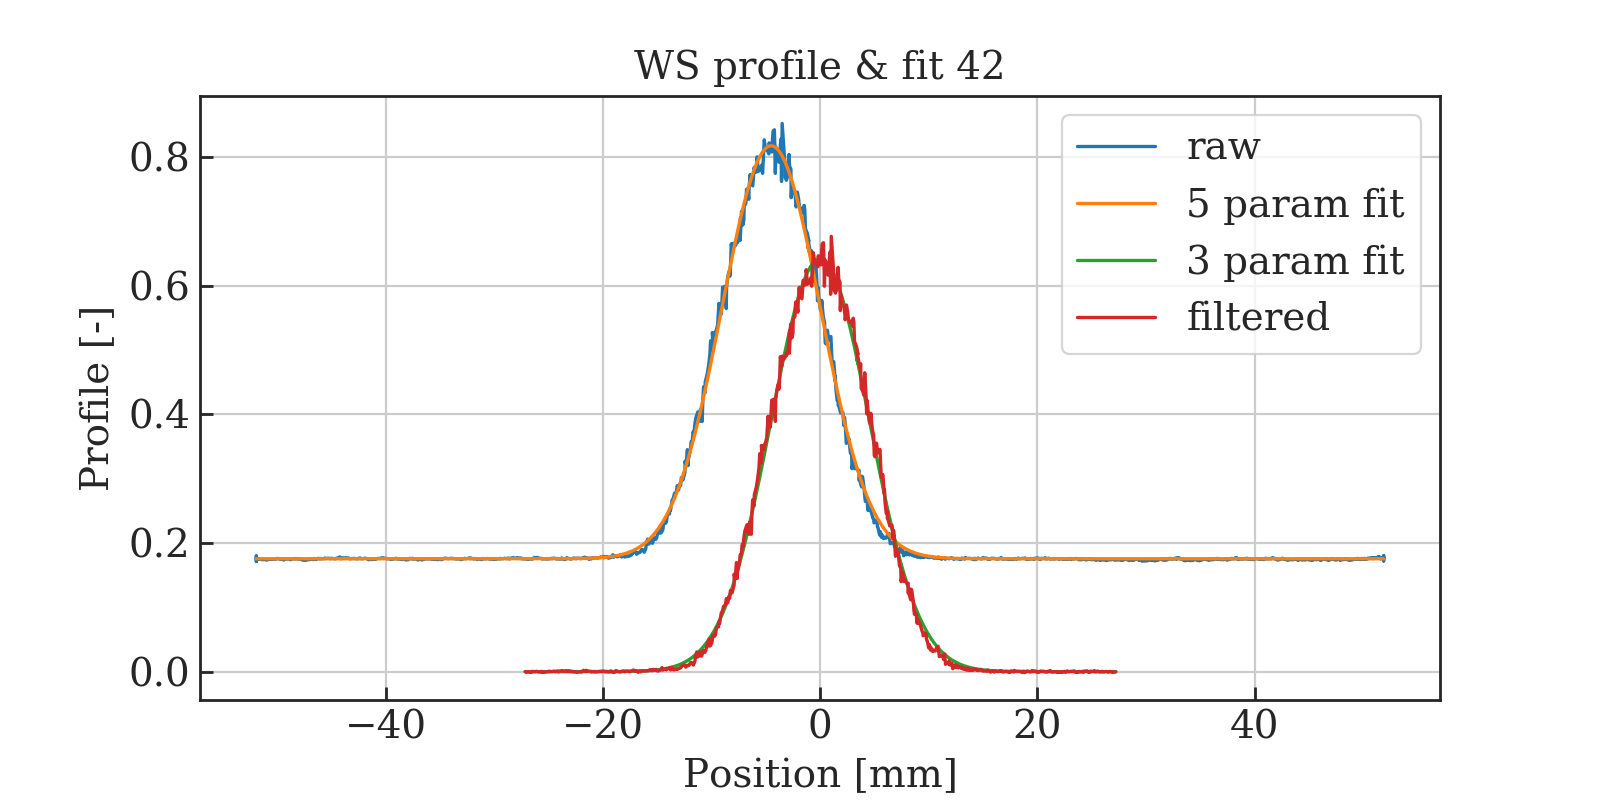 WS profile & fit 42
raw
5 param fit
3 param fit
filtered
Profile [-]
0.8
0.6
0.4
0.2
0.0
−40 −20 0 20 40
Position [mm]